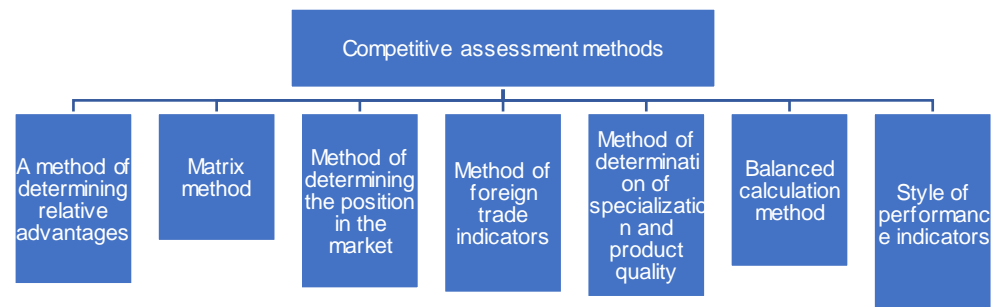 Competitive assessment methods
A method of
determining
relative
advantages
Matrix
method
Method of
determining
the position
in the
market
Method of
foreign
trade
indicators
Method of
determinati
on of
specializatio
n and
product
quality
Balanced
calculation
method
Style of
performanc
e indicators